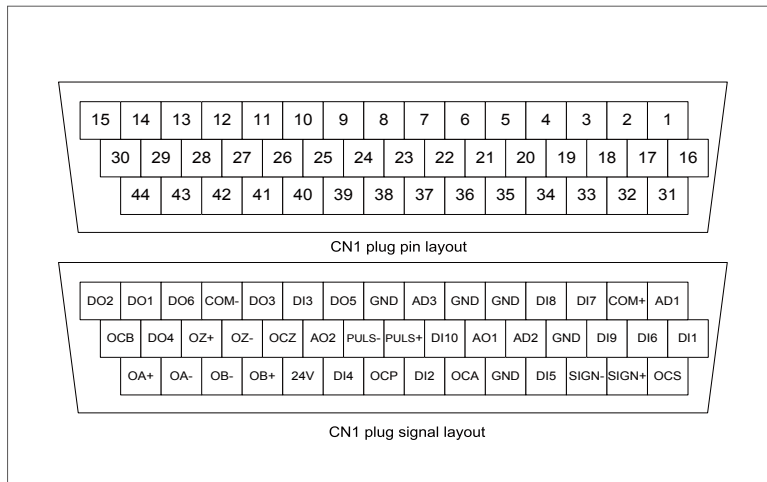 15 14 13 12 11 10 9 8 7 6 5 4 3 2 1
30 29 28 27 26 25 24 23 22 21 20 19 18 17 16
44 43 42 41 40 39 38 37 36 35 34 33 32 31
CN1 plug pin layout
DO2 DO1 DO6 COM- DO3 DI3 DO5 GND AD3 GND GND DI8 DI7 COM+ AD1
OCB DO4 OZ+ OZ- OCZ AO2 PULS- PULS+ DI10 AO1 AD2 GND DI9 DI6 DI1
OA+ OA- OB- OB+ 24V DI4 OCP DI2 OCA GND DI5 SIGN- SIGN+ OCS
CN1 plug signal layout